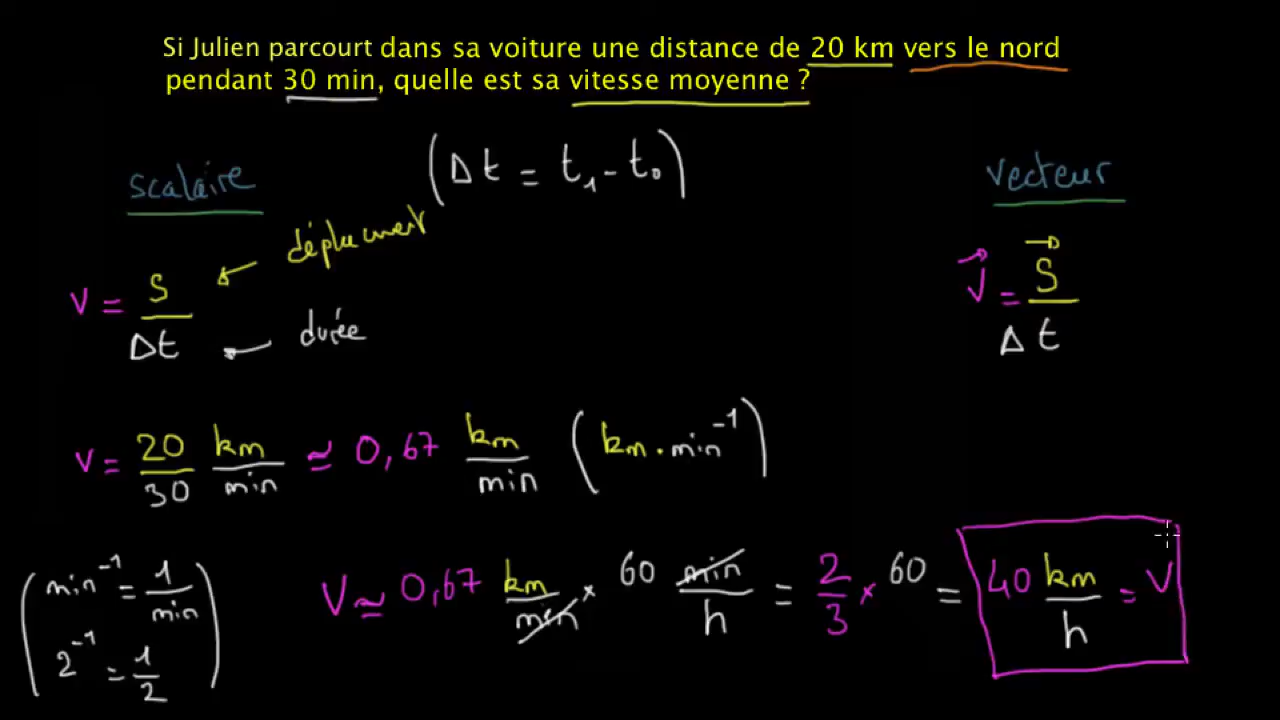 Si Julien parcourt dans sa voiture une distance de 20 km vers le nord
pendant 30 min, quelle est sa vitesse moyenne ?
(Δt = t₁ - t₀)
scalaire
vecteur
v = S/Δt
déplacement
durée
V⃗ = S⃗/Δt
v = 20/30 km/min ≃ 0,67 km/min (km · min⁻¹)
(min⁻¹ = 1/min
2⁻¹ = 1/2)
V ≃ 0,67 km/min × 60 min/h = 2/3 × 60 = 40 km/h = V